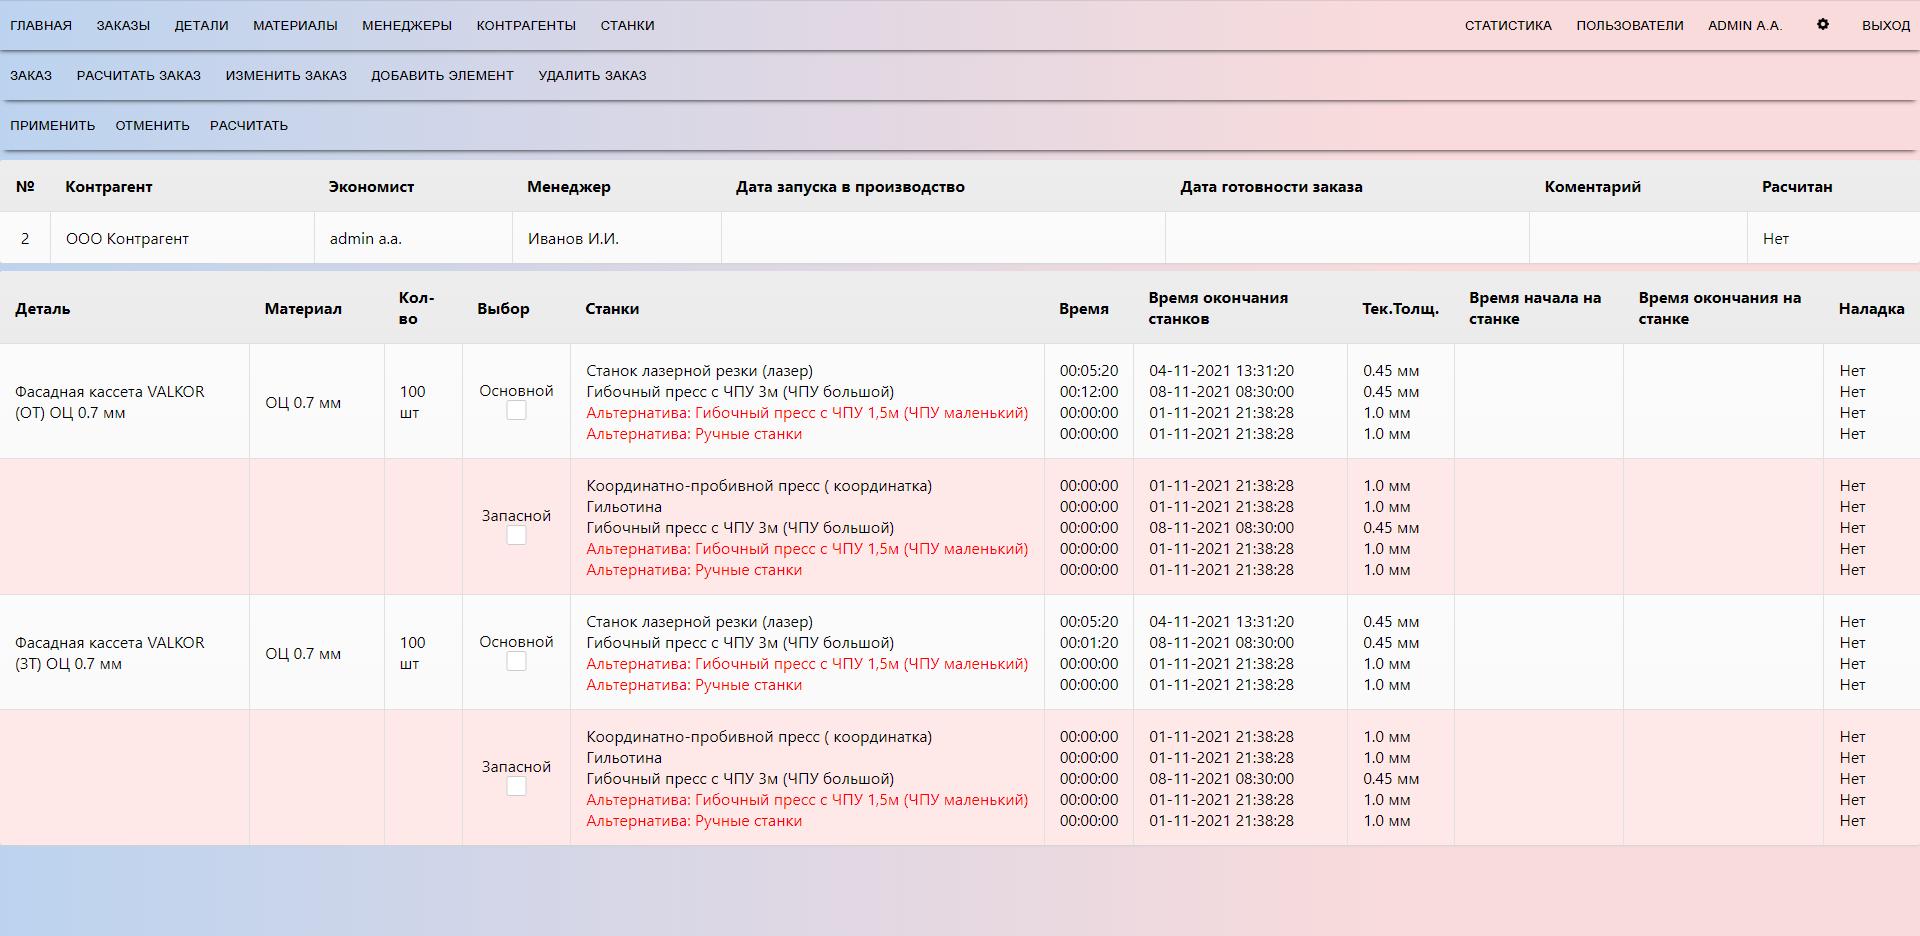 ГЛАВНАЯ ЗАКАЗЫ ДЕТАЛИ МАТЕРИАЛЫ МЕНЕДЖЕРЫ КОНТРАГЕНТЫ СТАНКИ СТАТИСТИКА ПОЛЬЗОВАТЕЛИ ADMIN A.A. ВЫХОД
ЗАКАЗ РАСЧИТАТЬ ЗАКАЗ ИЗМЕНИТЬ ЗАКАЗ ДОБАВИТЬ ЭЛЕМЕНТ УДАЛИТЬ ЗАКАЗ
ПРИМЕНИТЬ ОТМЕНИТЬ РАСЧИТАТЬ
№ Контрагент Экономист Менеджер Дата запуска в производство Дата готовности заказа Коментарий Расчитан
2 ООО Контрагент admin a.a. Иванов И.И. Нет
Деталь Материал Кол-во Выбор Станки Время Время окончания станков Тек.Толщ. Время начала на станке Время окончания на станке Наладка
Фасадная кассета VALKOR (ОТ) ОЦ 0.7 мм ОЦ 0.7 мм 100 шт Основной
Станок лазерной резки (лазер) 00:05:20 04-11-2021 13:31:20 0.45 мм Нет
Гибочный пресс с ЧПУ 3м (ЧПУ большой) 00:12:00 08-11-2021 08:30:00 0.45 мм Нет
Альтернатива: Гибочный пресс с ЧПУ 1,5м (ЧПУ маленький) 00:00:00 01-11-2021 21:38:28 1.0 мм Нет
Альтернатива: Ручные станки 00:00:00 01-11-2021 21:38:28 1.0 мм Нет
Запасной
Координатно-пробивной пресс ( координатка) 00:00:00 01-11-2021 21:38:28 1.0 мм Нет
Гильотина 00:00:00 01-11-2021 21:38:28 1.0 мм Нет
Гибочный пресс с ЧПУ 3м (ЧПУ большой) 00:00:00 08-11-2021 08:30:00 0.45 мм Нет
Альтернатива: Гибочный пресс с ЧПУ 1,5м (ЧПУ маленький) 00:00:00 01-11-2021 21:38:28 1.0 мм Нет
Альтернатива: Ручные станки 00:00:00 01-11-2021 21:38:28 1.0 мм Нет
Фасадная кассета VALKOR (ЗТ) ОЦ 0.7 мм ОЦ 0.7 мм 100 шт Основной
Станок лазерной резки (лазер) 00:05:20 04-11-2021 13:31:20 0.45 мм Нет
Гибочный пресс с ЧПУ 3м (ЧПУ большой) 00:01:20 08-11-2021 08:30:00 0.45 мм Нет
Альтернатива: Гибочный пресс с ЧПУ 1,5м (ЧПУ маленький) 00:00:00 01-11-2021 21:38:28 1.0 мм Нет
Альтернатива: Ручные станки 00:00:00 01-11-2021 21:38:28 1.0 мм Нет
Запасной
Координатно-пробивной пресс ( координатка) 00:00:00 01-11-2021 21:38:28 1.0 мм Нет
Гильотина 00:00:00 01-11-2021 21:38:28 1.0 мм Нет
Гибочный пресс с ЧПУ 3м (ЧПУ большой) 00:00:00 08-11-2021 08:30:00 0.45 мм Нет
Альтернатива: Гибочный пресс с ЧПУ 1,5м (ЧПУ маленький) 00:00:00 01-11-2021 21:38:28 1.0 мм Нет
Альтернатива: Ручные станки 00:00:00 01-11-2021 21:38:28 1.0 мм Нет